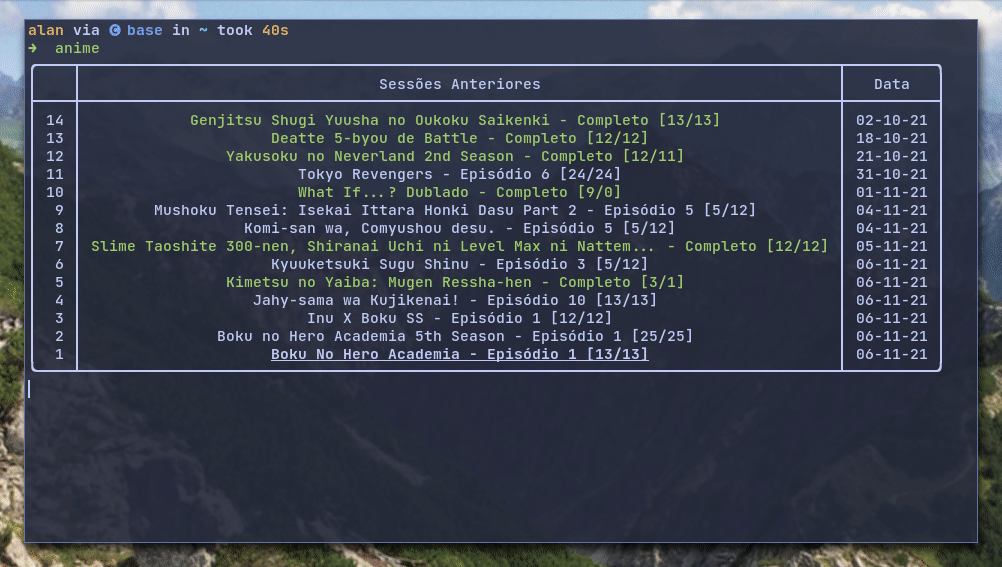 alan via C base in ~ took 40s
➜ anime
Sessões Anteriores Data
14 Genjitsu Shugi Yuusha no Oukoku Saikenki - Completo [13/13] 02-10-21
13 Deatte 5-byou de Battle - Completo [12/12] 18-10-21
12 Yakusoku no Neverland 2nd Season - Completo [12/11] 21-10-21
11 Tokyo Revengers - Episódio 6 [24/24] 31-10-21
10 What If...? Dublado - Completo [9/0] 01-11-21
9 Mushoku Tensei: Isekai Ittara Honki Dasu Part 2 - Episódio 5 [5/12] 04-11-21
8 Komi-san wa, Comyushou desu. - Episódio 5 [5/12] 04-11-21
7 Slime Taoshite 300-nen, Shiranai Uchi ni Level Max ni Nattem... - Completo [12/12] 05-11-21
6 Kyuuketsuki Sugu Shinu - Episódio 3 [5/12] 06-11-21
5 Kimetsu no Yaiba: Mugen Ressha-hen - Completo [3/1] 06-11-21
4 Jahy-sama wa Kujikenai! - Episódio 10 [13/13] 06-11-21
3 Inu X Boku SS - Episódio 1 [12/12] 06-11-21
2 Boku no Hero Academia 5th Season - Episódio 1 [25/25] 06-11-21
1 Boku No Hero Academia - Episódio 1 [13/13] 06-11-21